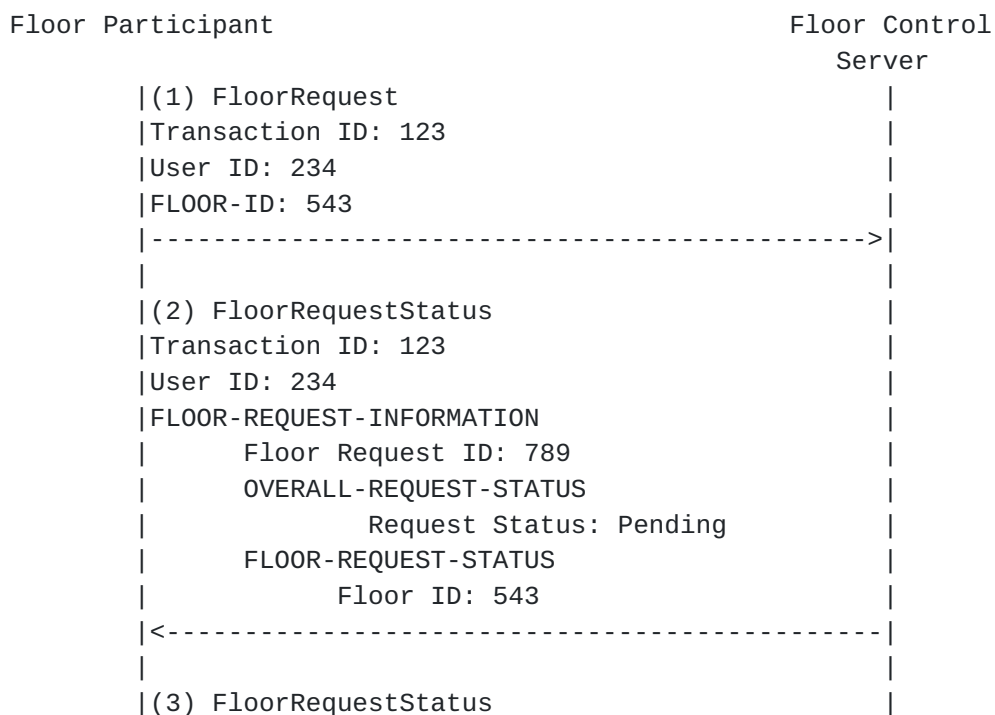 Floor Participant                                 Floor Control
                                                     Server
        |(1) FloorRequest                               |
        |Transaction ID: 123                            |
        |User ID: 234                                   |
        |FLOOR-ID: 543                                  |
        |---------------------------------------------->|
        |                                               |
        |(2) FloorRequestStatus                         |
        |Transaction ID: 123                            |
        |User ID: 234                                   |
        |FLOOR-REQUEST-INFORMATION                      |
        |      Floor Request ID: 789                    |
        |      OVERALL-REQUEST-STATUS                   |
        |              Request Status: Pending          |
        |      FLOOR-REQUEST-STATUS                     |
        |            Floor ID: 543                      |
        |<----------------------------------------------|
        |                                               |
        |(3) FloorRequestStatus                         |